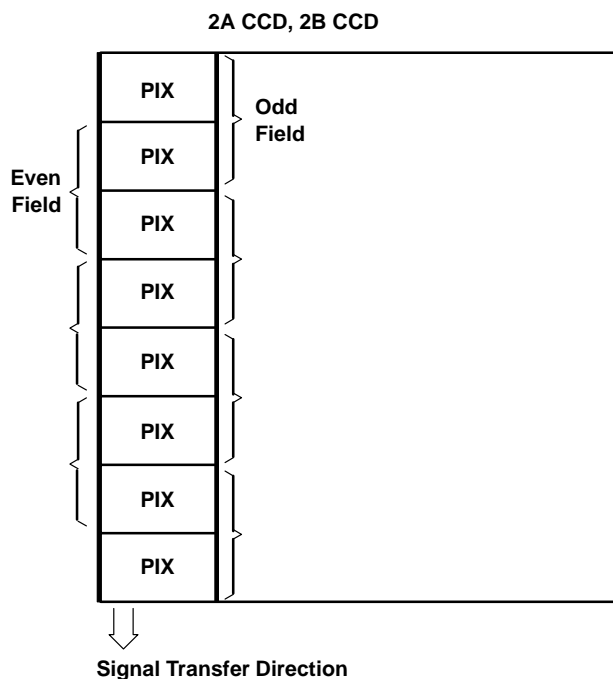 2A CCD, 2B CCD
PIX
Odd
Field
PIX
Even
Field
PIX
PIX
PIX
PIX
PIX
PIX
Signal Transfer Direction